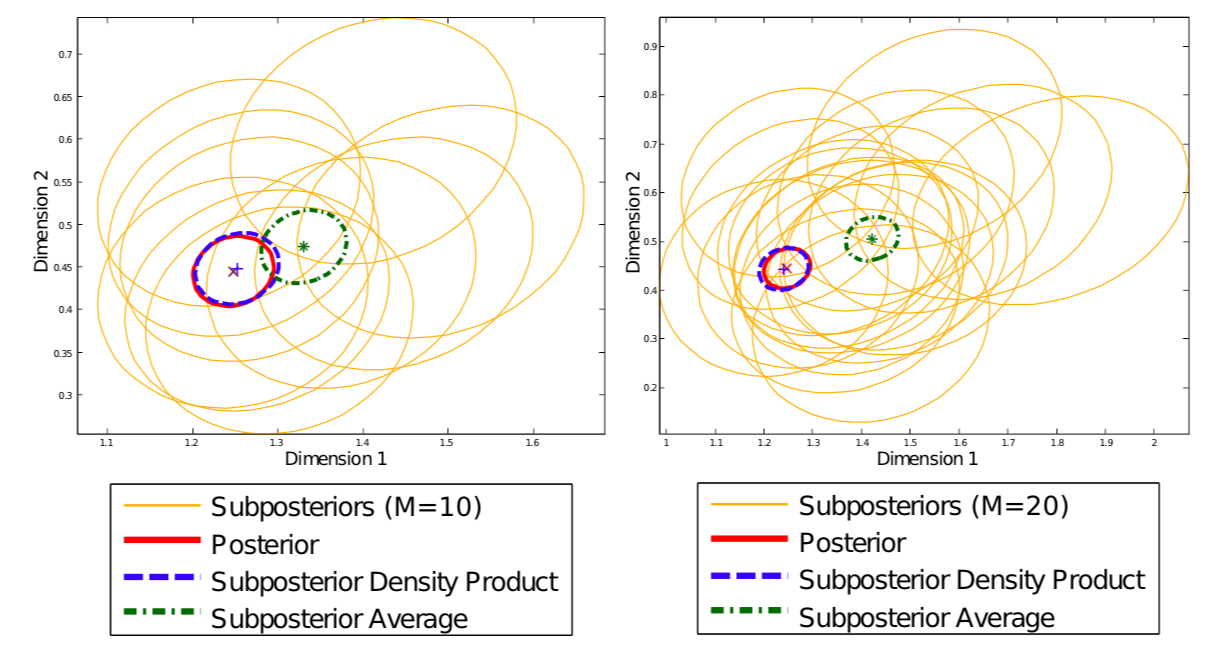 0.7
0.65
0.6
0.55
0.5
0.45
0.4
0.35
0.3
Dimension 2
1.1 1.2 1.3 1.4 1.5 1.6
Dimension 1
Subposteriors (M=10)
Posterior
Subposterior Density Product
Subposterior Average
0.9
0.8
0.7
0.6
0.5
0.4
0.3
0.2
Dimension 2
1 1.1 1.2 1.3 1.4 1.5 1.6 1.7 1.8 1.9 2
Dimension 1
Subposteriors (M=20)
Posterior
Subposterior Density Product
Subposterior Average